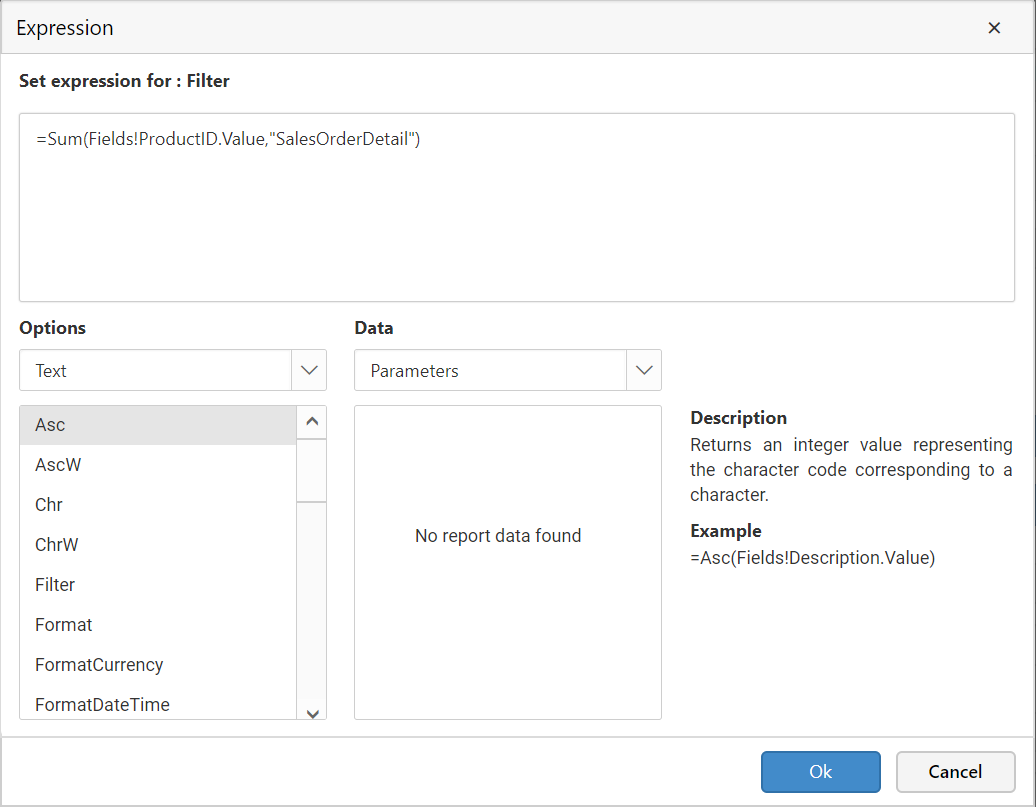 Expression
Set expression for : Filter
=Sum(Fields!ProductID.Value,"SalesOrderDetail")
Options
Data
Text
Parameters
Asc
AscW
Chr
ChrW
Filter
Format
FormatCurrency
FormatDateTime
No report data found
Description
Returns an integer value representing
the character code corresponding to a
character.
Example
=Asc(Fields!Description.Value)
Ok
Cancel